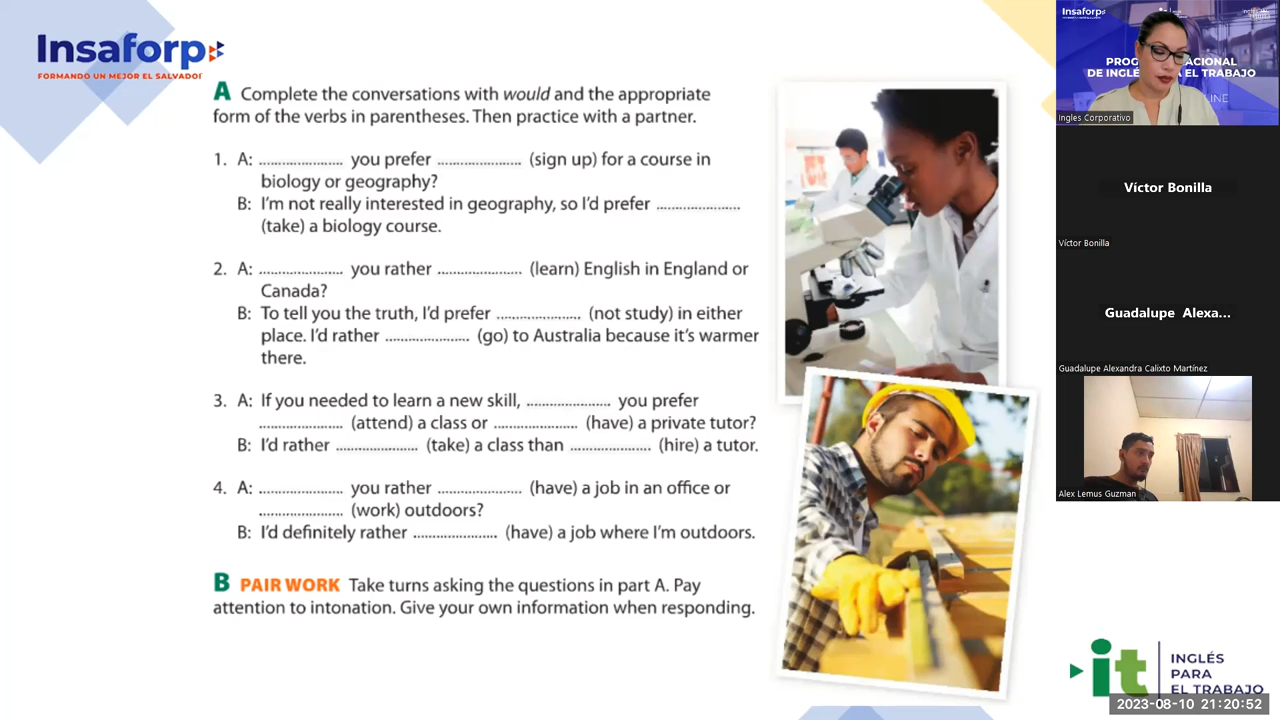 Insaforp
FORMANDO UN MEJOR EL SALVADOR
A Complete the conversations with would and the appropriate
form of the verbs in parentheses. Then practice with a partner.
1. A: ........................ you prefer ........................ (sign up) for a course in
biology or geography?
B: I'm not really interested in geography, so I'd prefer ........................
(take) a biology course.
2. A: ........................ you rather ........................ (learn) English in England or
Canada?
B: To tell you the truth, I'd prefer ........................ (not study) in either
place. I'd rather ........................ (go) to Australia because it's warmer
there.
3. A: If you needed to learn a new skill, ........................ you prefer
........................ (attend) a class or ........................ (have) a private tutor?
B: I'd rather ........................ (take) a class than ........................ (hire) a tutor.
4. A: ........................ you rather ........................ (have) a job in an office or
........................ (work) outdoors?
B: I'd definitely rather ........................ (have) a job where I'm outdoors.
B PAIR WORK Take turns asking the questions in part A. Pay
attention to intonation. Give your own information when responding.
Insaforp
Ingles Corporativo
Víctor Bonilla
Víctor Bonilla
Guadalupe Alexa...
Guadalupe Alexandra Calixto Martínez
Alex Lemus Guzman
it INGLÉS
PARA
EL TRABAJO
2023-08-10 21:20:52